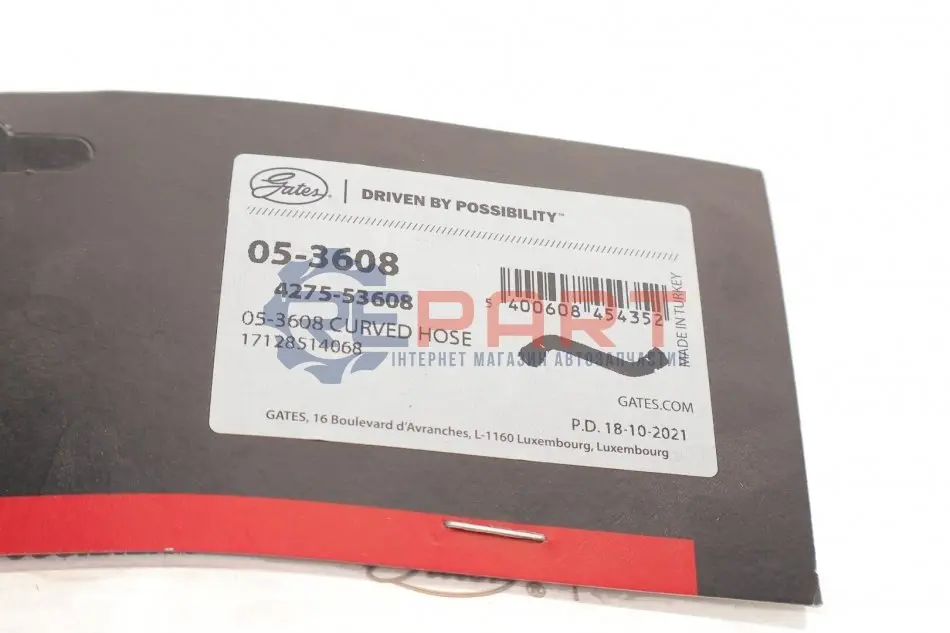 Gates | DRIVEN BY POSSIBILITY™
05-3608
4275-53608
05-3608 CURVED HOSE
17128514068
5 400608 454352
MADE IN TURKEY
REPART
ІНТЕРНЕТ МАГАЗИН АВТОЗАПЧАСТИН
GATES.COM
P.D. 18-10-2021
GATES, 16 Boulevard d'Avranches, L-1160 Luxembourg, Luxembourg